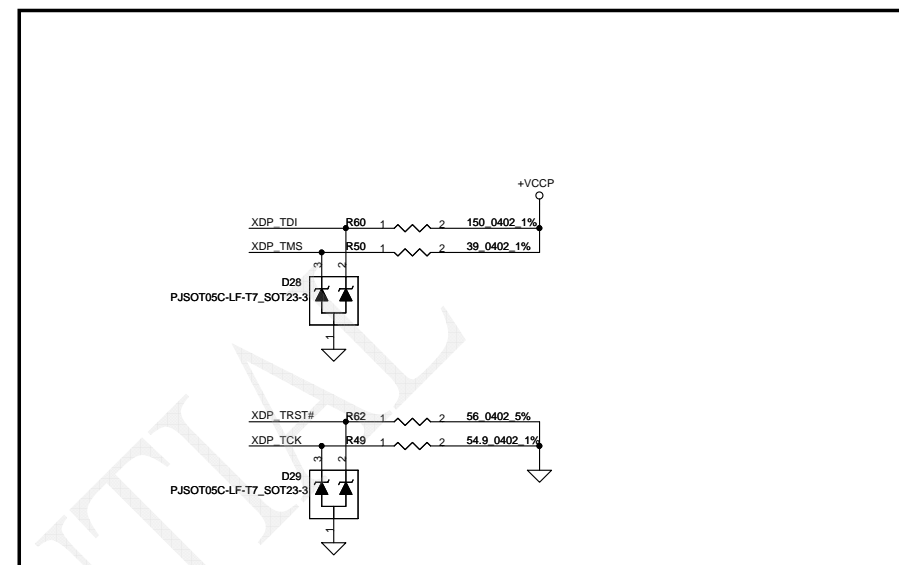 +VCCP
XDP_TDI R60 1 2 150_0402_1%
XDP_TMS R50 1 2 39_0402_1%
3 2
D28
PJSOT05C-LF-T7_SOT23-3
1
XDP_TRST# R62 1 2 56_0402_5%
XDP_TCK R49 1 2 54.9_0402_1%
3 2
D29
PJSOT05C-LF-T7_SOT23-3
1
NTIAL